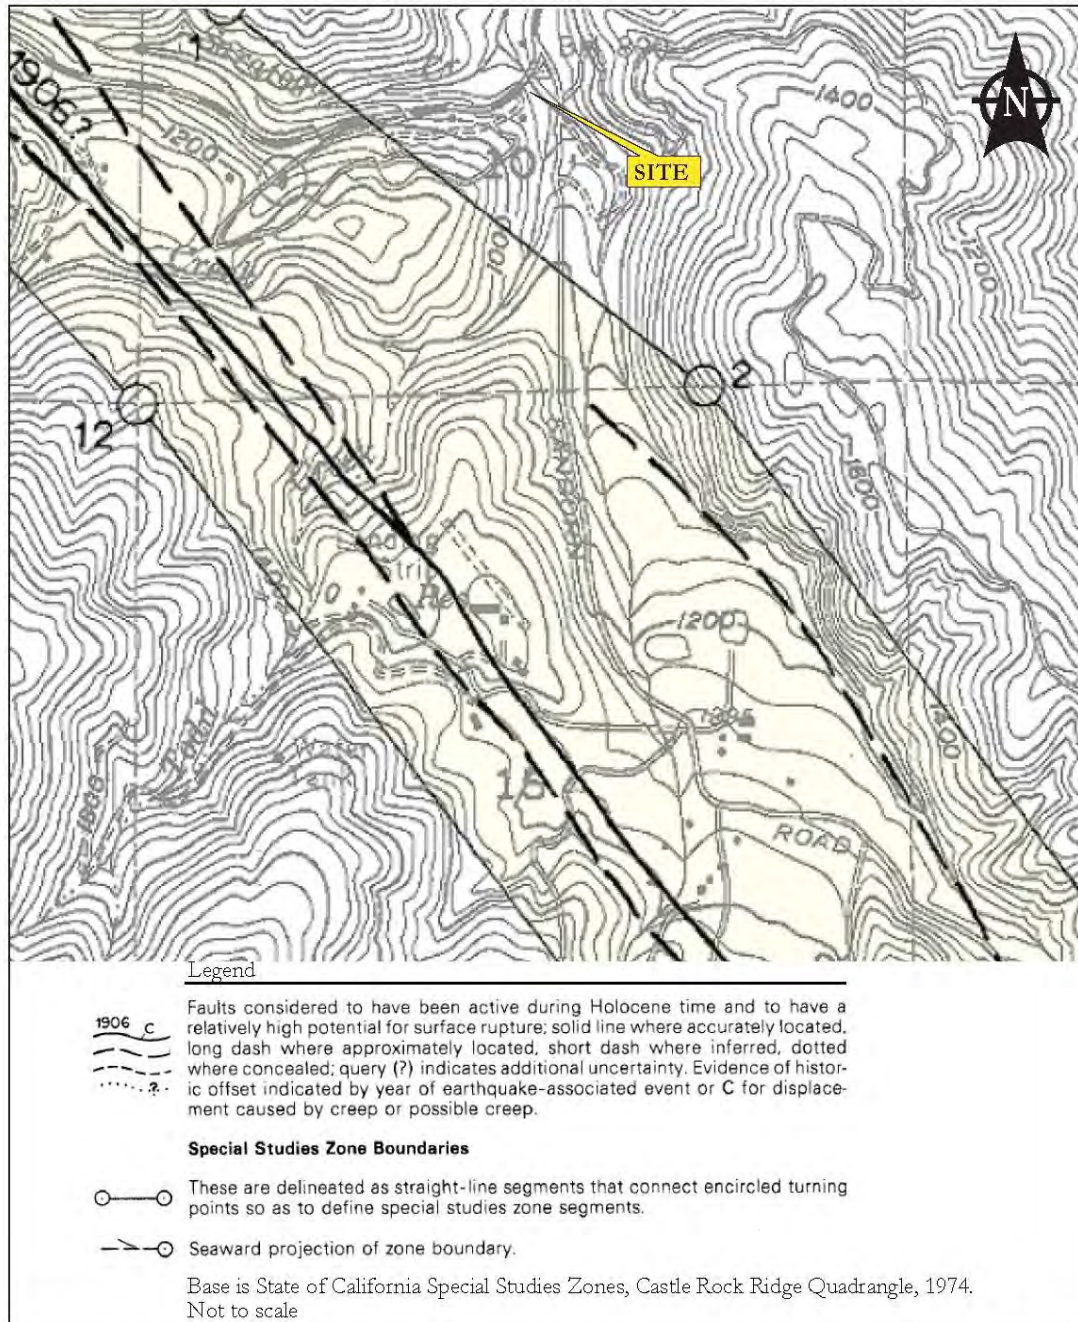 1
1906?
1400
N
1200
SITE
10
1200
Creek
2
12
SANBORN
1600
1200
1205
1400
15
ROAD
Legend
1906 C
Faults considered to have been active during Holocene time and to have a
relatively high potential for surface rupture; solid line where accurately located,
long dash where approximately located, short dash where inferred, dotted
where concealed; query (?) indicates additional uncertainty. Evidence of histor-
ic offset indicated by year of earthquake-associated event or C for displace-
ment caused by creep or possible creep.
?
Special Studies Zone Boundaries
These are delineated as straight-line segments that connect encircled turning
points so as to define special studies zone segments.
Seaward projection of zone boundary.
Base is State of California Special Studies Zones, Castle Rock Ridge Quadrangle, 1974.
Not to scale